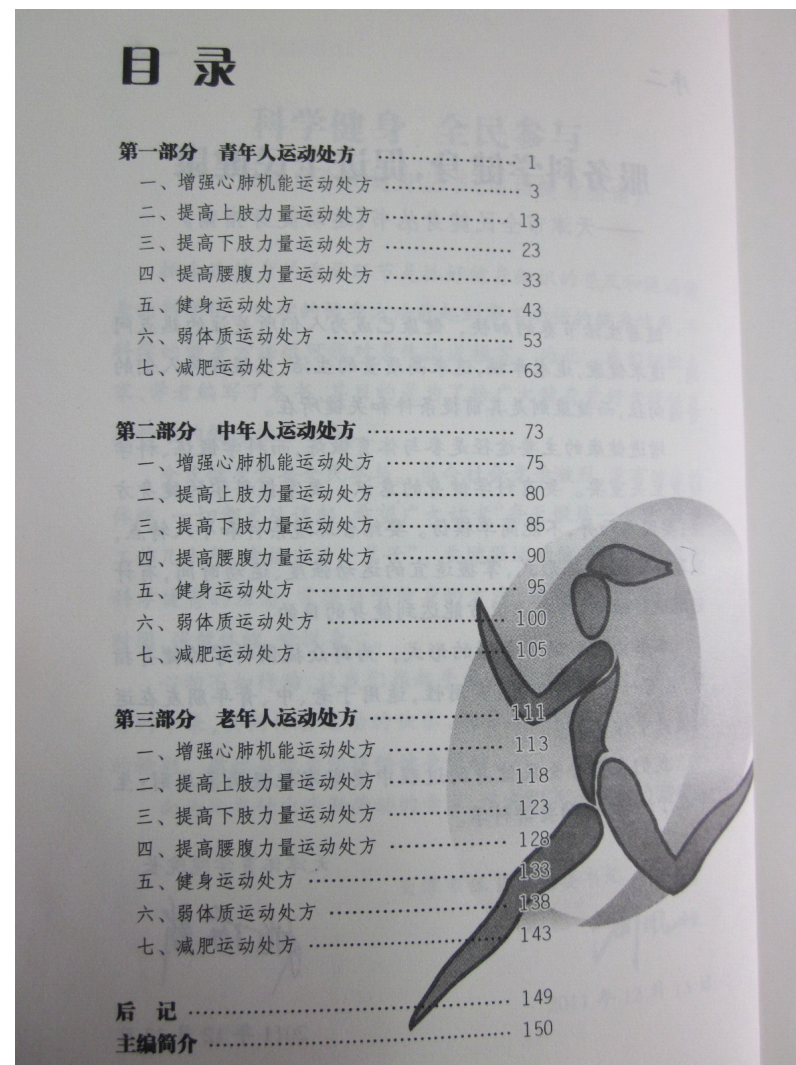 目 录
第一部分 青年人运动处方 ………………… 1
一、增强心肺机能运动处方 ………………… 3
二、提高上肢力量运动处方 ………………… 13
三、提高下肢力量运动处方 ………………… 23
四、提高腰腹力量运动处方 ………………… 33
五、健身运动处方 ………………… 43
六、弱体质运动处方 ………………… 53
七、减肥运动处方 ………………… 63
第二部分 中年人运动处方 ………………… 73
一、增强心肺机能运动处方 ………………… 75
二、提高上肢力量运动处方 ………………… 80
三、提高下肢力量运动处方 ………………… 85
四、提高腰腹力量运动处方 ………………… 90
五、健身运动处方 ………………… 95
六、弱体质运动处方 ………………… 100
七、减肥运动处方 ………………… 105
第三部分 老年人运动处方 ………………… 111
一、增强心肺机能运动处方 ………………… 113
二、提高上肢力量运动处方 ………………… 118
三、提高下肢力量运动处方 ………………… 123
四、提高腰腹力量运动处方 ………………… 128
五、健身运动处方 ………………… 133
六、弱体质运动处方 ………………… 138
七、减肥运动处方 ………………… 143
后 记 ………………… 149
主编简介 ………………… 150